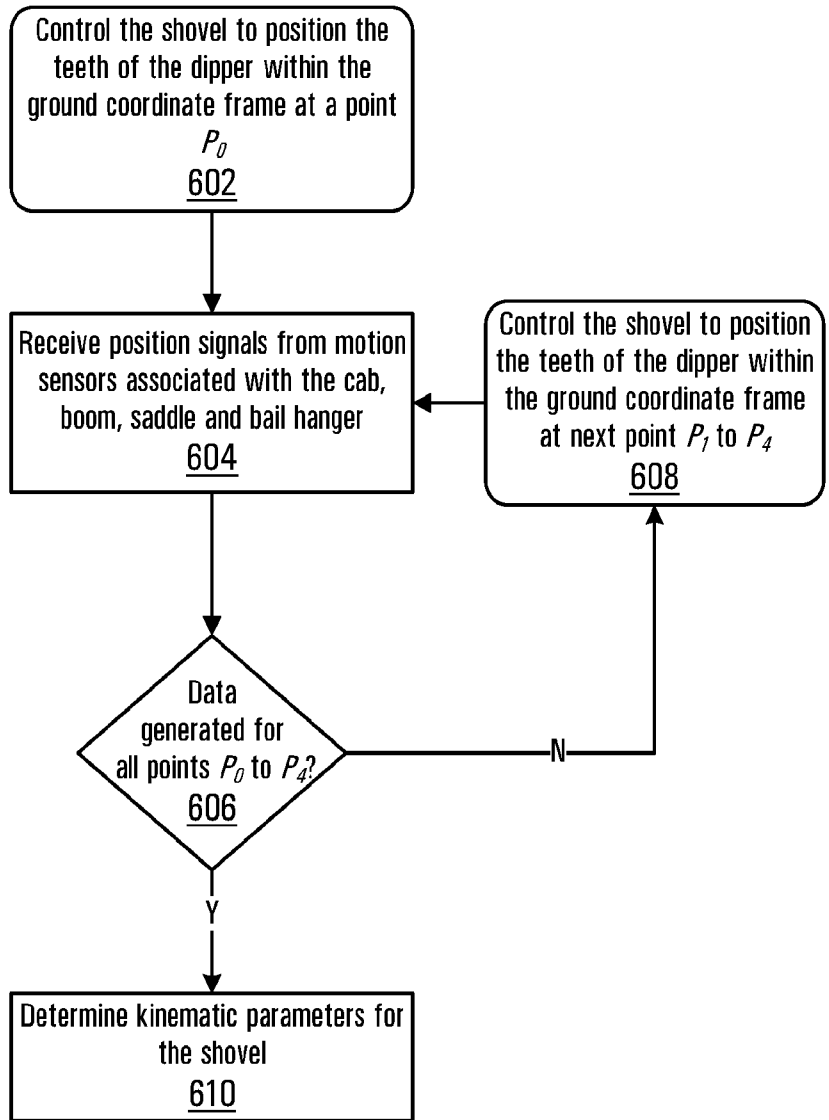 Control the shovel to position the
teeth of the dipper within the
ground coordinate frame at a point
P0
602
Receive position signals from motion
sensors associated with the cab,
boom, saddle and bail hanger
604
Control the shovel to position
the teeth of the dipper within
the ground coordinate frame
at next point P1 to P4
608
Data
generated for
all points P0 to P4?
606
N
Y
Determine kinematic parameters for
the shovel
610